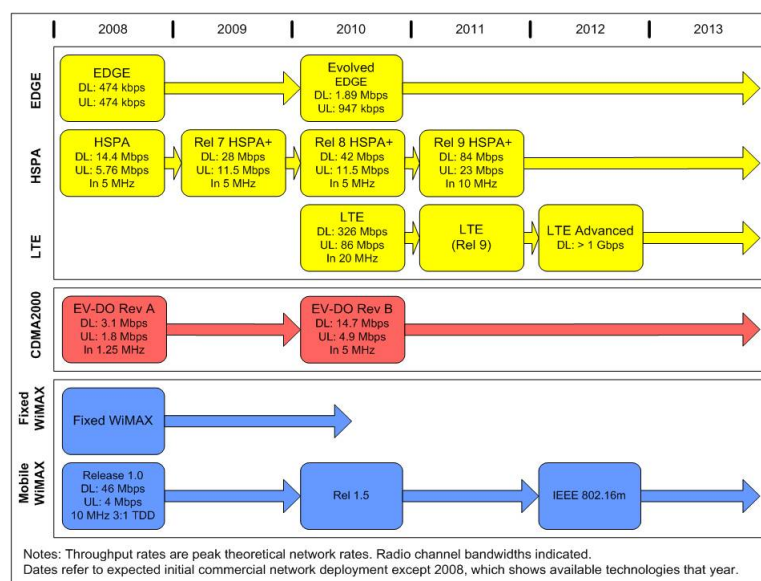 2008 2009 2010 2011 2012 2013
EDGE
EDGE
DL: 474 kbps
UL: 474 kbps
Evolved
EDGE
DL: 1.89 Mbps
UL: 947 kbps
HSPA
HSPA
DL: 14.4 Mbps
UL: 5.76 Mbps
In 5 MHz
Rel 7 HSPA+
DL: 28 Mbps
UL: 11.5 Mbps
In 5 MHz
Rel 8 HSPA+
DL: 42 Mbps
UL: 11.5 Mbps
In 5 MHz
Rel 9 HSPA+
DL: 84 Mbps
UL: 23 Mbps
In 10 MHz
LTE
LTE
DL: 326 Mbps
UL: 86 Mbps
In 20 MHz
LTE
(Rel 9)
LTE Advanced
DL: > 1 Gbps
CDMA2000
EV-DO Rev A
DL: 3.1 Mbps
UL: 1.8 Mbps
In 1.25 MHz
EV-DO Rev B
DL: 14.7 Mbps
UL: 4.9 Mbps
In 5 MHz
Fixed
WiMAX
Fixed WiMAX
Mobile
WiMAX
Release 1.0
DL: 46 Mbps
UL: 4 Mbps
10 MHz 3:1 TDD
Rel 1.5
IEEE 802.16m
Notes: Throughput rates are peak theoretical network rates. Radio channel bandwidths indicated.
Dates refer to expected initial commercial network deployment except 2008, which shows available technologies that year.